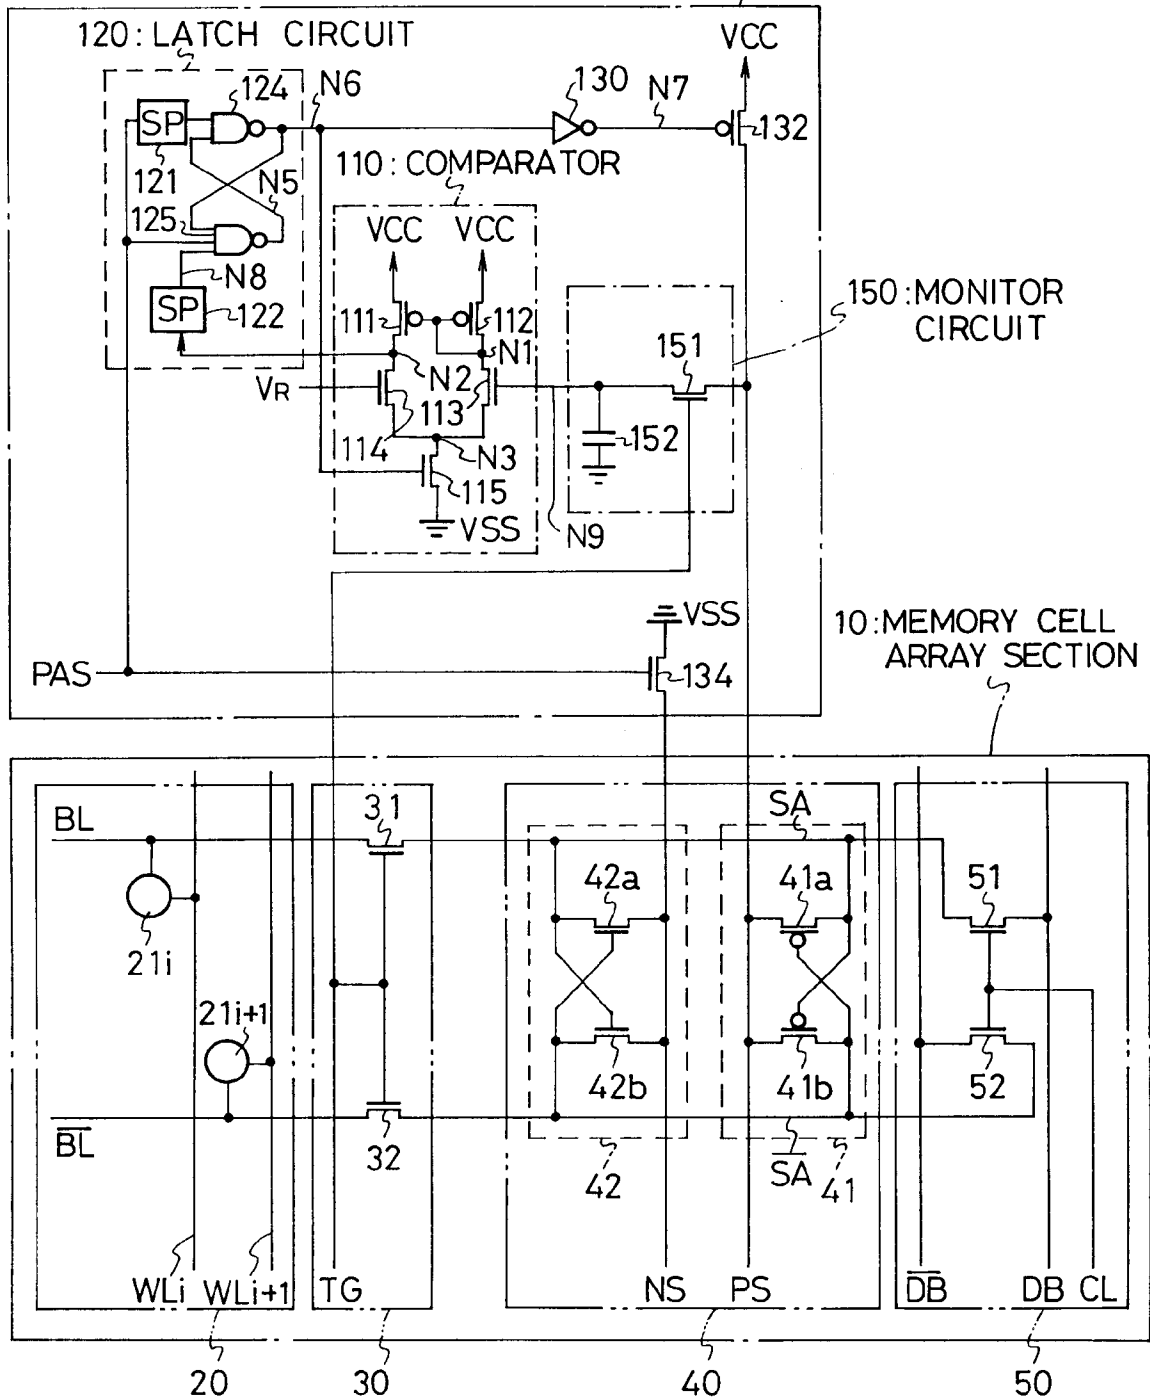 120: LATCH CIRCUIT
VCC
124
N6
130
N7
SP
132
121
110: COMPARATOR
N5
125
VCC VCC
N8
SP
122
111
112
150: MONITOR
CIRCUIT
N1
151
N2
VR
113
152
114
N3
115
VSS
N9
VSS
10: MEMORY CELL
ARRAY SECTION
PAS
134
BL
31
SA
42a
41a
51
21i
21i+1
42b
41b
52
B̅L̅
32
42
S̅A̅
41
WLi WLi+1 TG NS PS D̅B̅ DB CL
20 30 40 50